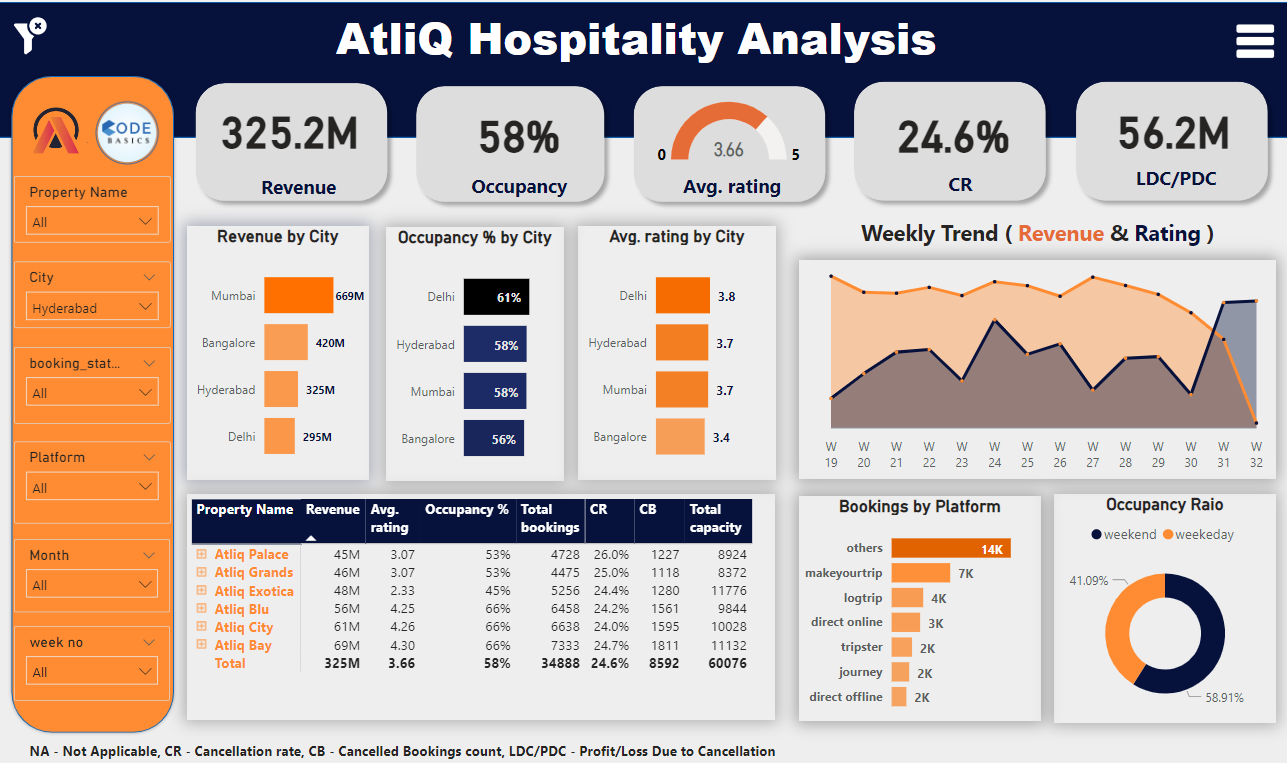 AtliQ Hospitality Analysis
CODE
BASICS
Property Name
All
City
Hyderabad
booking_stat...
All
Platform
All
Month
All
week no
All
325.2M
Revenue
58%
Occupancy
0 3.66 5
Avg. rating
24.6%
CR
56.2M
LDC/PDC
Revenue by City
Mumbai 669M
Bangalore 420M
Hyderabad 325M
Delhi 295M
Occupancy % by City
Delhi 61%
Hyderabad 58%
Mumbai 58%
Bangalore 56%
Avg. rating by City
Delhi 3.8
Hyderabad 3.7
Mumbai 3.7
Bangalore 3.4
Weekly Trend ( Revenue & Rating )
W W W W W W W W W W W W W W
19 20 21 22 23 24 25 26 27 28 29 30 31 32
Property Name Revenue Avg. Occupancy % Total CR CB Total
rating bookings capacity
Atliq Palace 45M 3.07 53% 4728 26.0% 1227 8924
Atliq Grands 46M 3.07 53% 4475 25.0% 1118 8372
Atliq Exotica 48M 2.33 45% 5256 24.4% 1280 11776
Atliq Blu 56M 4.25 66% 6458 24.2% 1561 9844
Atliq City 61M 4.26 66% 6638 24.0% 1595 10028
Atliq Bay 69M 4.30 66% 7333 24.7% 1811 11132
Total 325M 3.66 58% 34888 24.6% 8592 60076
Bookings by Platform
others 14K
makeyourtrip 7K
logtrip 4K
direct online 3K
tripster 2K
journey 2K
direct offline 2K
Occupancy Raio
weekend weekeday
41.09%
58.91%
NA - Not Applicable, CR - Cancellation rate, CB - Cancelled Bookings count, LDC/PDC - Profit/Loss Due to Cancellation